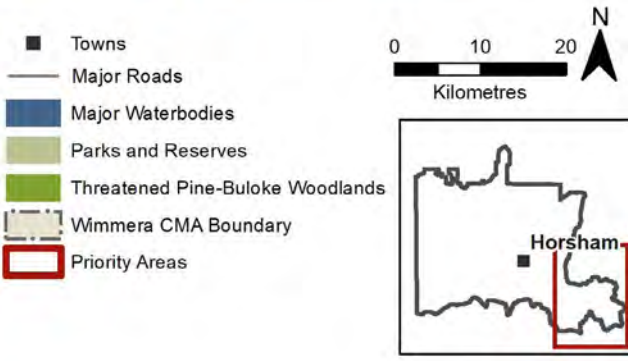 Towns
Major Roads
Major Waterbodies
Parks and Reserves
Threatened Pine-Buloke Woodlands
Wimmera CMA Boundary
Priority Areas
N
0 10 20
Kilometres
Horsham